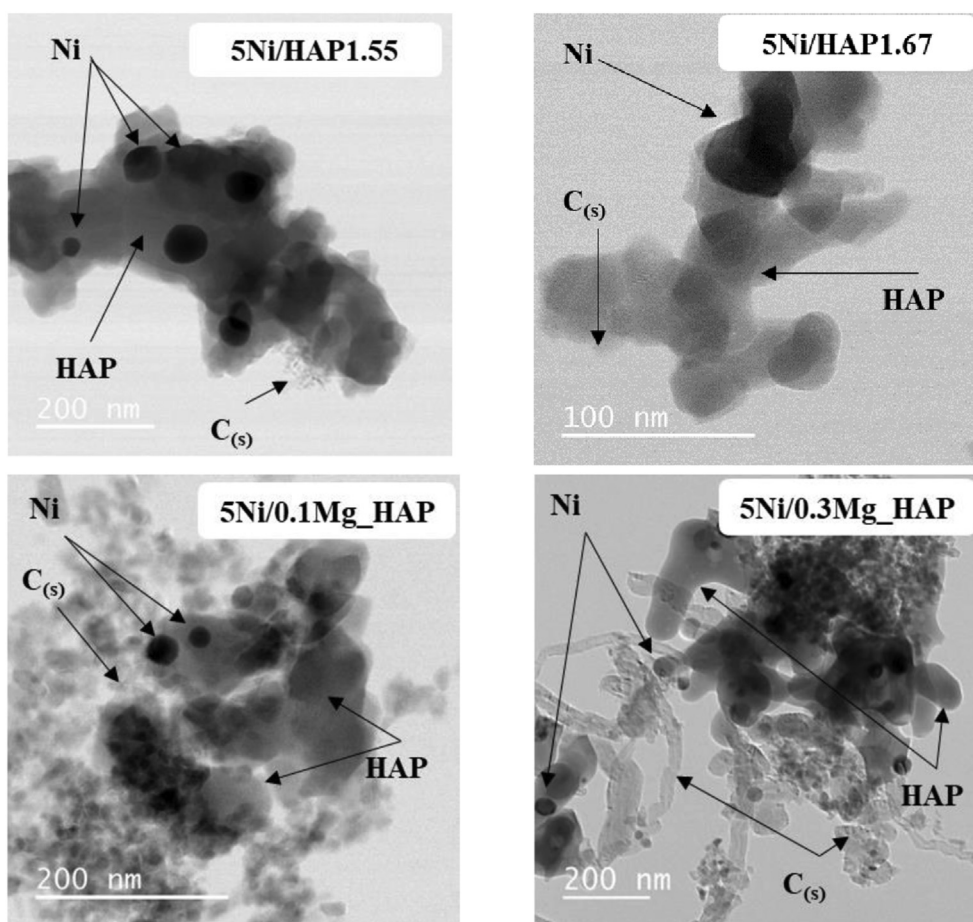 5Ni/HAP1.55
Ni
HAP
C(s)
200 nm
5Ni/HAP1.67
Ni
C(s)
HAP
100 nm
5Ni/0.1Mg_HAP
Ni
C(s)
HAP
200 nm
5Ni/0.3Mg_HAP
Ni
HAP
C(s)
200 nm